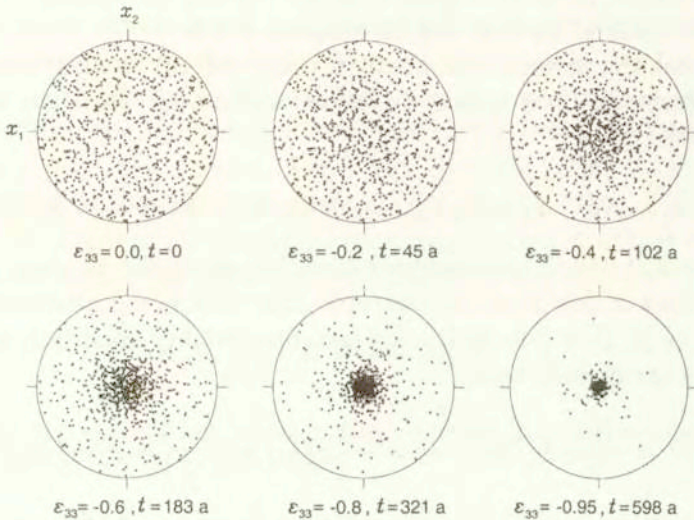 x₂
x₁
ε₃₃ = 0.0, t=0
ε₃₃ = -0.2 , t=45 a
ε₃₃ = -0.4 , t=102 a
ε₃₃= -0.6 , t=183 a
ε₃₃= -0.8 , t=321 a
ε₃₃= -0.95 , t=598 a